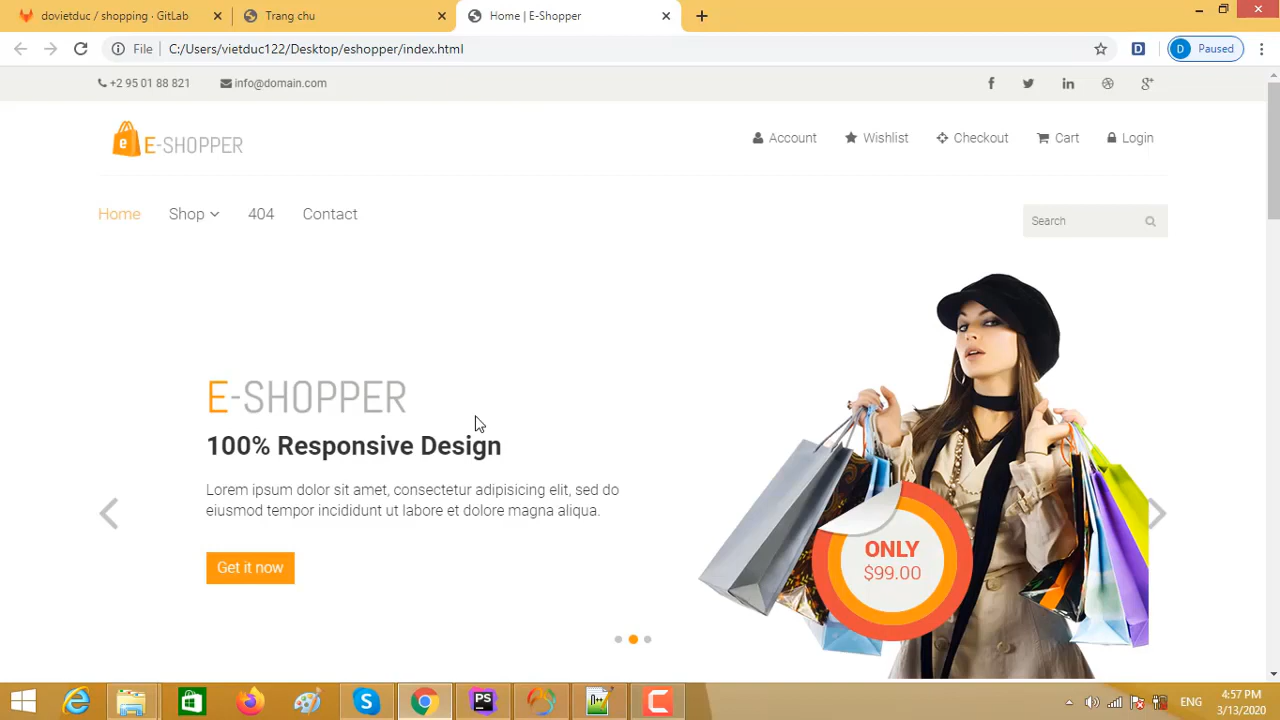 dovietduc / shopping · GitLab
Trang chu
Home | E-Shopper
File
C:/Users/vietduc122/Desktop/eshopper/index.html
D
D
Paused
+2 95 01 88 821
info@domain.com
e
E-SHOPPER
Account
Wishlist
Checkout
Cart
Login
Home
Shop
404
Contact
Search
E-SHOPPER
100% Responsive Design
Lorem ipsum dolor sit amet, consectetur adipisicing elit, sed do
eiusmod tempor incididunt ut labore et dolore magna aliqua.
Get it now
ONLY
$99.00
PS
ENG
4:57 PM
3/13/2020